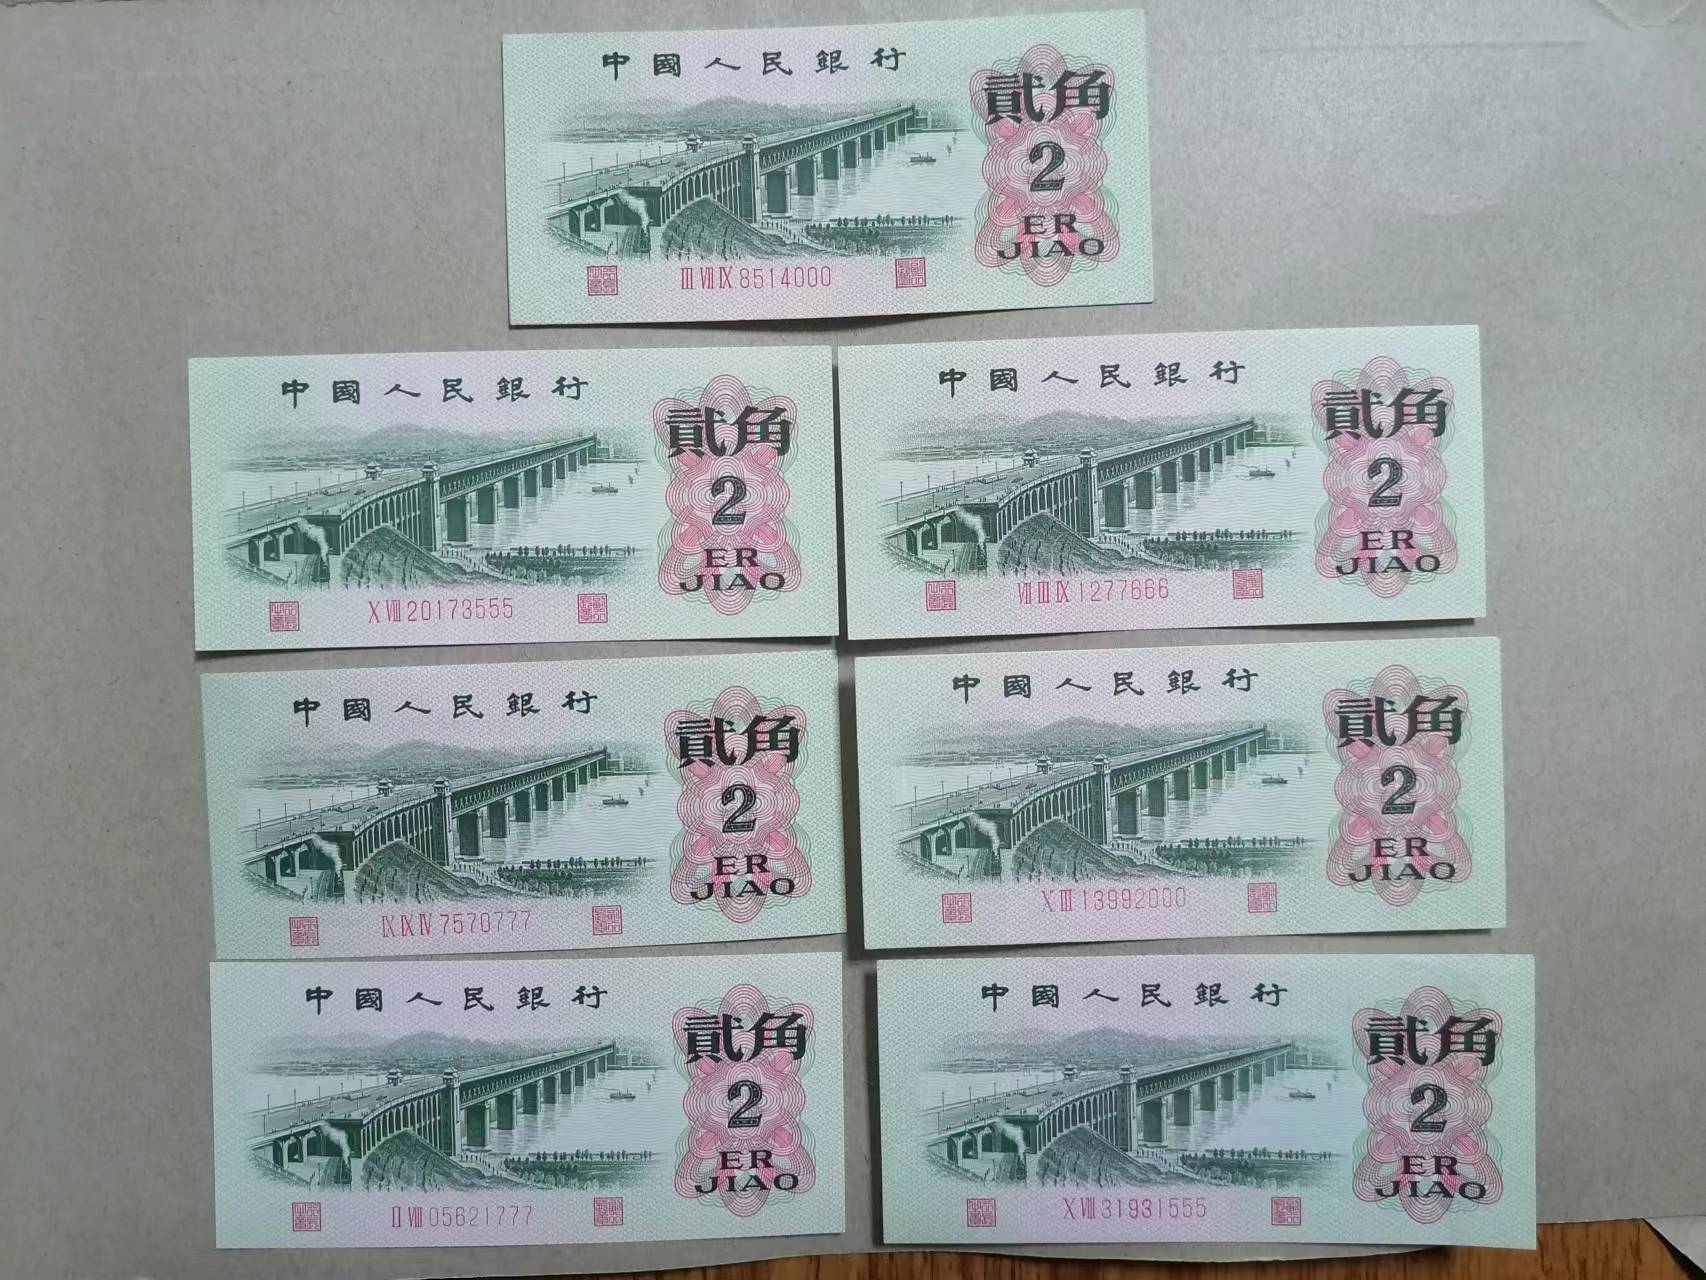 中國人民銀行
貳角
2
ER
JIAO
Ⅲ Ⅶ Ⅸ 8514000
中國人民銀行
貳角
2
ER
JIAO
Ⅹ Ⅷ 20173555
中國人民銀行
貳角
2
ER
JIAO
Ⅶ Ⅲ Ⅸ 1277666
中國人民銀行
貳角
2
ER
JIAO
Ⅸ Ⅸ Ⅳ 7570777
中國人民銀行
貳角
2
ER
JIAO
Ⅹ Ⅲ 13992000
中國人民銀行
貳角
2
ER
JIAO
Ⅱ Ⅷ 05621777
中國人民銀行
貳角
2
ER
JIAO
Ⅹ Ⅷ 31931555